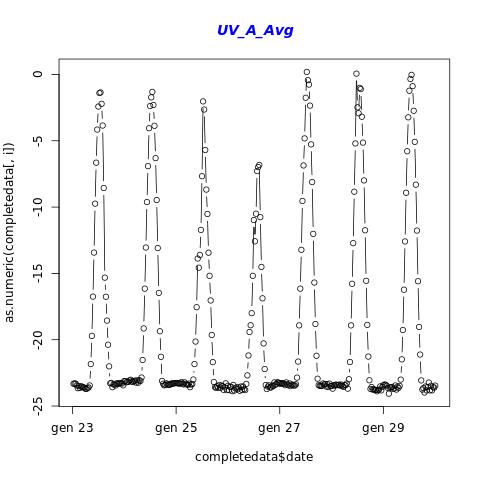 UV_A_Avg
as.numeric(completedata[, i])
0
-5
-10
-15
-20
-25
gen 23
gen 25
gen 27
gen 29
completedata$date